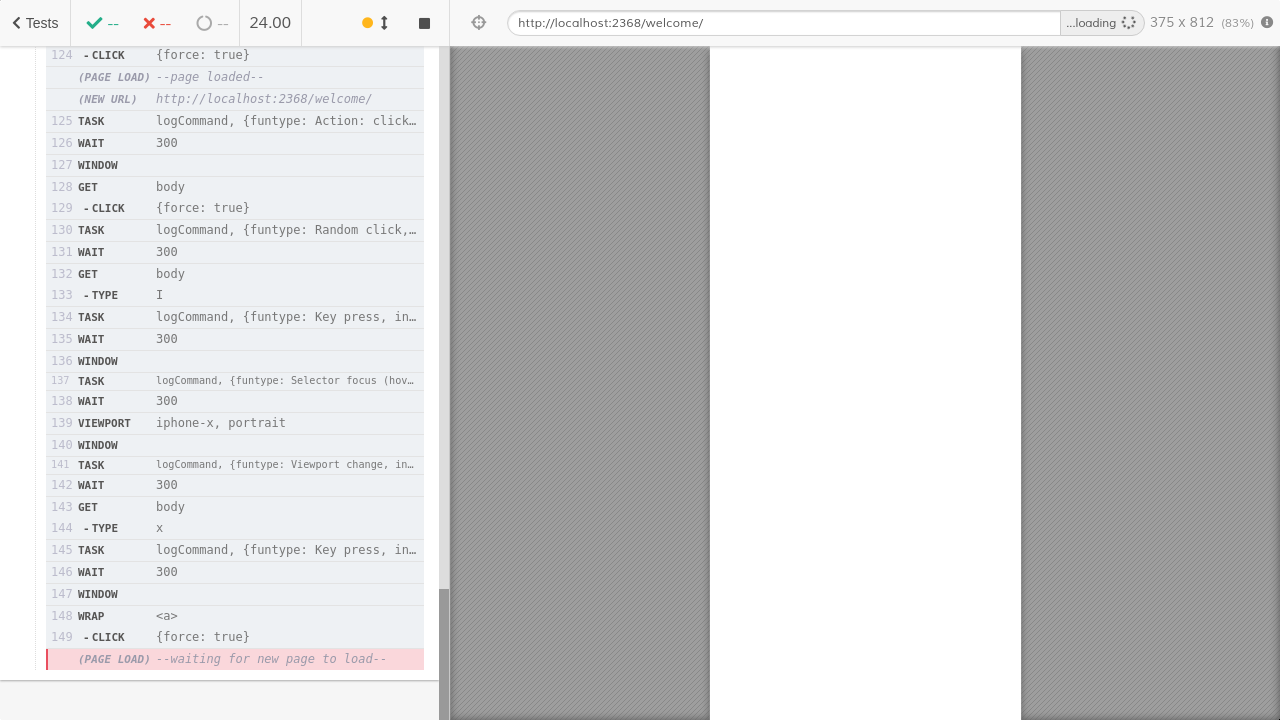 Tests -- -- -- 24.00 http://localhost:2368/welcome/ ...loading 375 x 812 (83%)
124 -CLICK {force: true}
(PAGE LOAD) --page loaded--
(NEW URL) http://localhost:2368/welcome/
125 TASK logCommand, {funtype: Action: click…
126 WAIT 300
127 WINDOW
128 GET body
129 -CLICK {force: true}
130 TASK logCommand, {funtype: Random click,…
131 WAIT 300
132 GET body
133 -TYPE I
134 TASK logCommand, {funtype: Key press, in…
135 WAIT 300
136 WINDOW
137 TASK logCommand, {funtype: Selector focus (hov…
138 WAIT 300
139 VIEWPORT iphone-x, portrait
140 WINDOW
141 TASK logCommand, {funtype: Viewport change, in…
142 WAIT 300
143 GET body
144 -TYPE x
145 TASK logCommand, {funtype: Key press, in…
146 WAIT 300
147 WINDOW
148 WRAP <a>
149 -CLICK {force: true}
(PAGE LOAD) --waiting for new page to load--